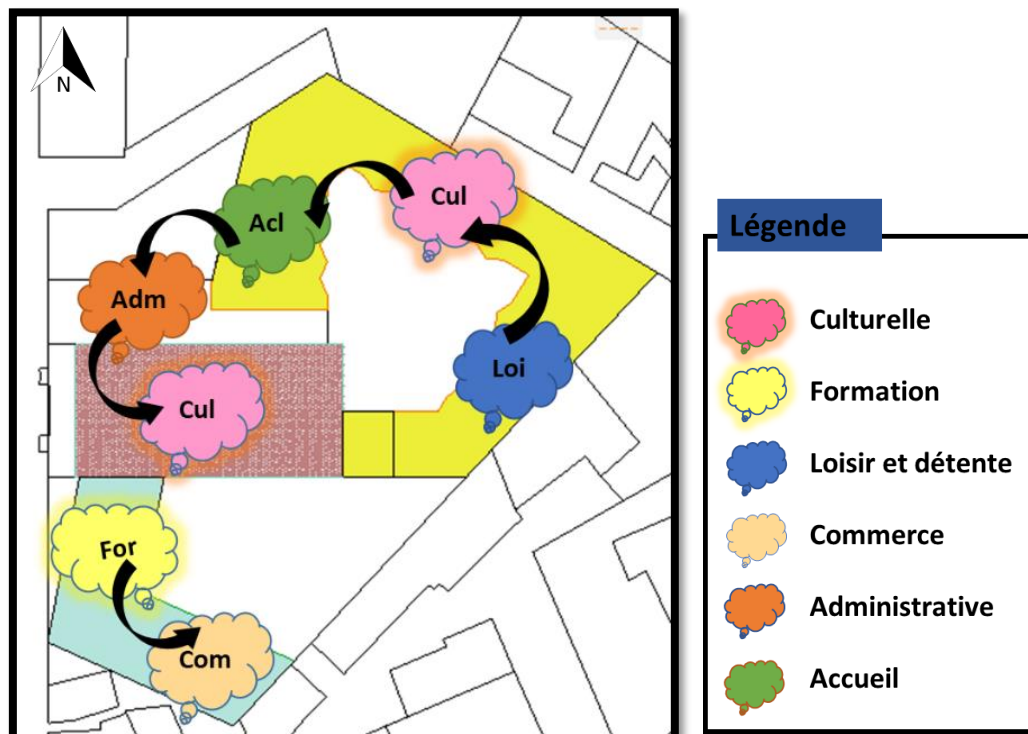 N
Cul
Acl
Adm
Loi
Cul
For
Com
Légende
Culturelle
Formation
Loisir et détente
Commerce
Administrative
Accueil